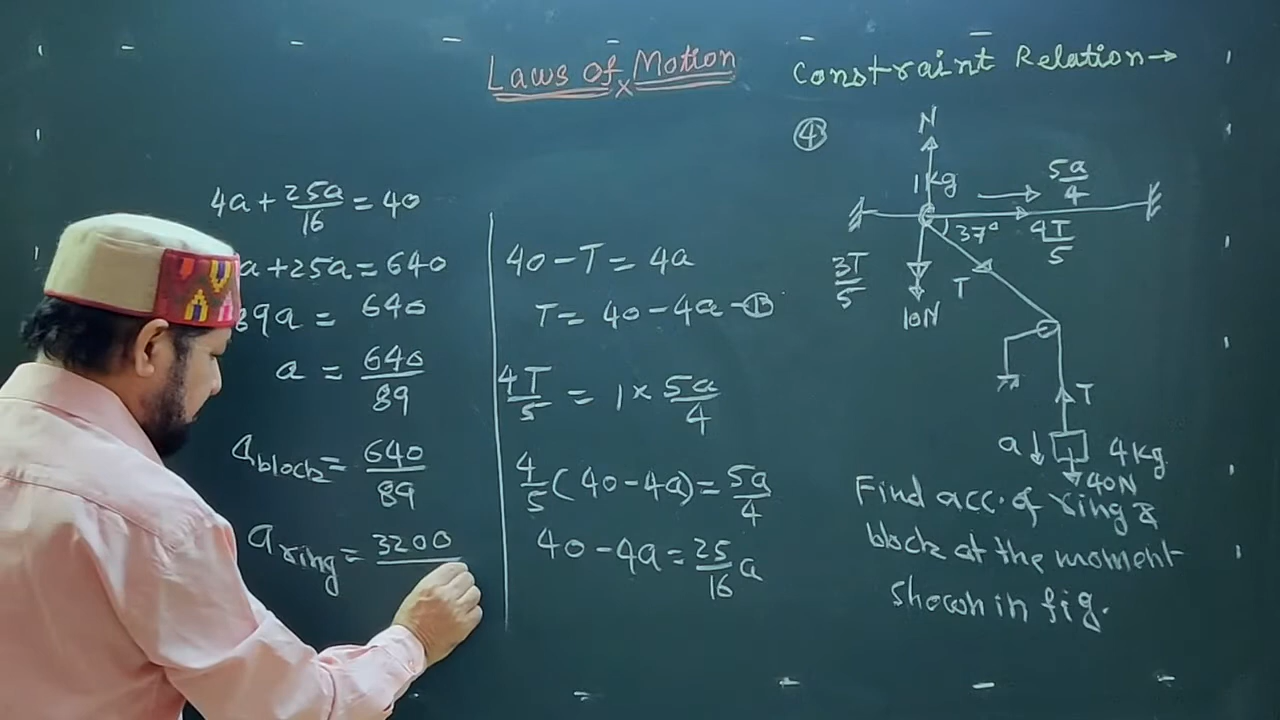 Laws of Motion
Constraint Relation→
④
N
1kg
5a/4
37°
4T/5
3T/5
T
10N
T
a↓
4kg
40N
Find acc. of ring &
block at the moment
shown in fig.
4a + 25a/16 = 40
a + 25a = 640
89a = 640
a = 640/89
a block = 640/89
a ring = 3200
40 - T = 4a
T = 40 - 4a - ①
4T/5 = 1 × 5a/4
4/5 (40 - 4a) = 5a/4
40 - 4a = 25/16 a